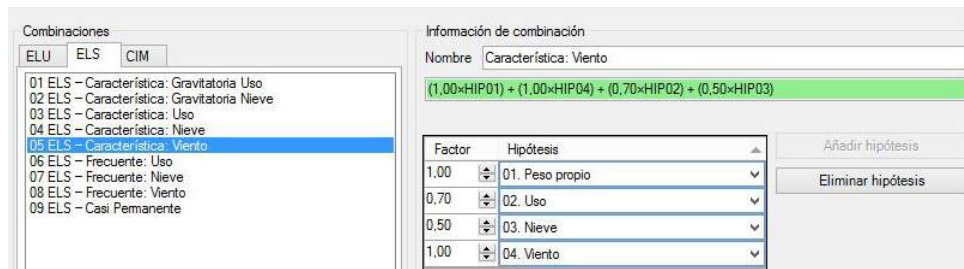 Combinaciones
ELU ELS CIM
01 ELS – Característica: Gravitatoria Uso
02 ELS – Característica: Gravitatoria Nieve
03 ELS – Característica: Uso
04 ELS – Característica: Nieve
05 ELS – Característica: Viento
06 ELS – Frecuente: Uso
07 ELS – Frecuente: Nieve
08 ELS – Frecuente: Viento
09 ELS – Casi Permanente
Información de combinación
Nombre Característica: Viento
(1,00×HIP01) + (1,00×HIP04) + (0,70×HIP02) + (0,50×HIP03)
Factor Hipótesis
1,00 01. Peso propio
0,70 02. Uso
0,50 03. Nieve
1,00 04. Viento
Añadir hipótesis
Eliminar hipótesis